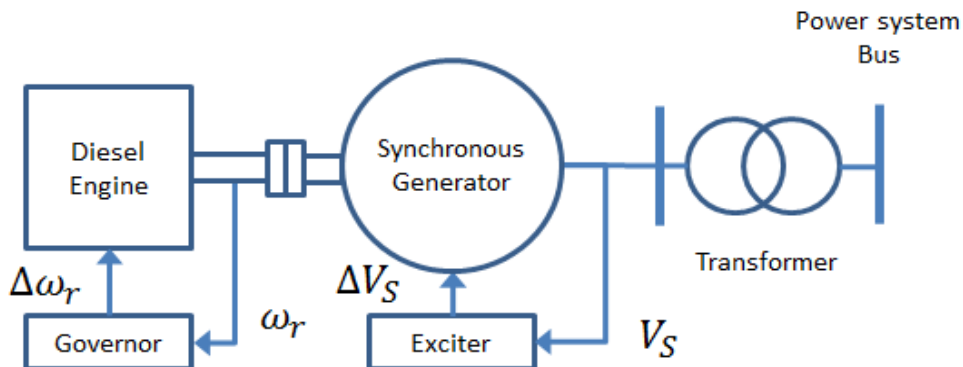 Power system
Bus
Diesel
Engine
Synchronous
Generator
Transformer
Δω_r
ΔV_S
ω_r
V_S
Governor
Exciter